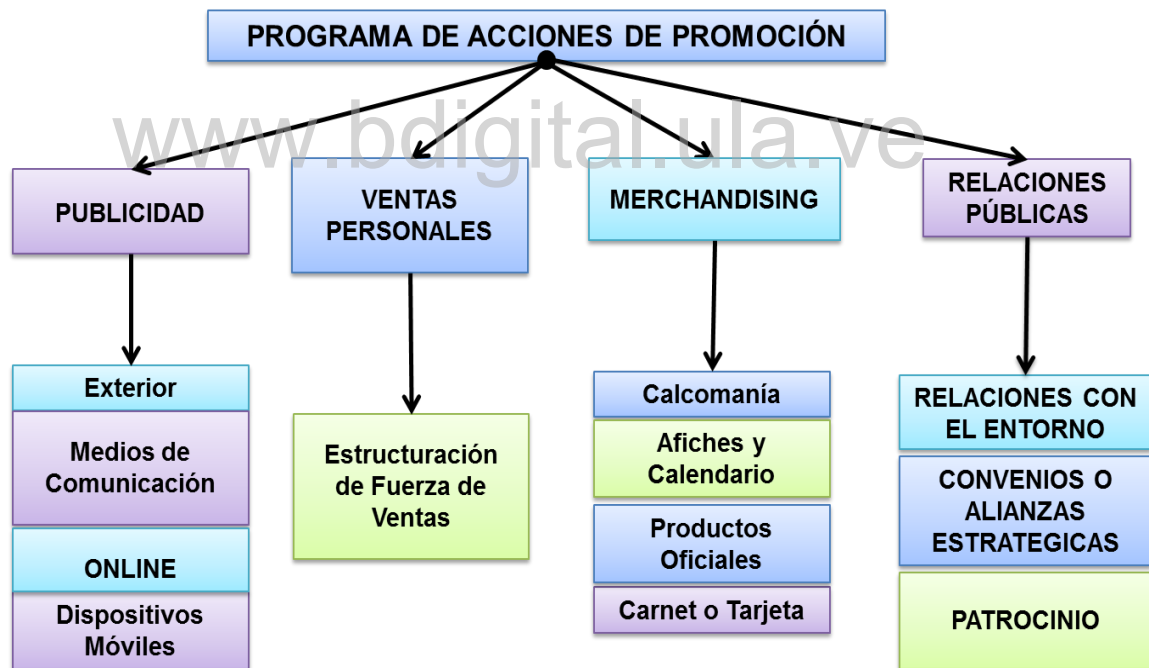 PROGRAMA DE ACCIONES DE PROMOCIÓN
www.bdigital.ula.ve
PUBLICIDAD
Exterior
Medios de
Comunicación
ONLINE
Dispositivos
Móviles
VENTAS
PERSONALES
Estructuración
de Fuerza de
Ventas
MERCHANDISING
Calcomanía
Afiches y
Calendario
Productos
Oficiales
Carnet o Tarjeta
RELACIONES
PÚBLICAS
RELACIONES CON
EL ENTORNO
CONVENIOS O
ALIANZAS
ESTRATEGICAS
PATROCINIO